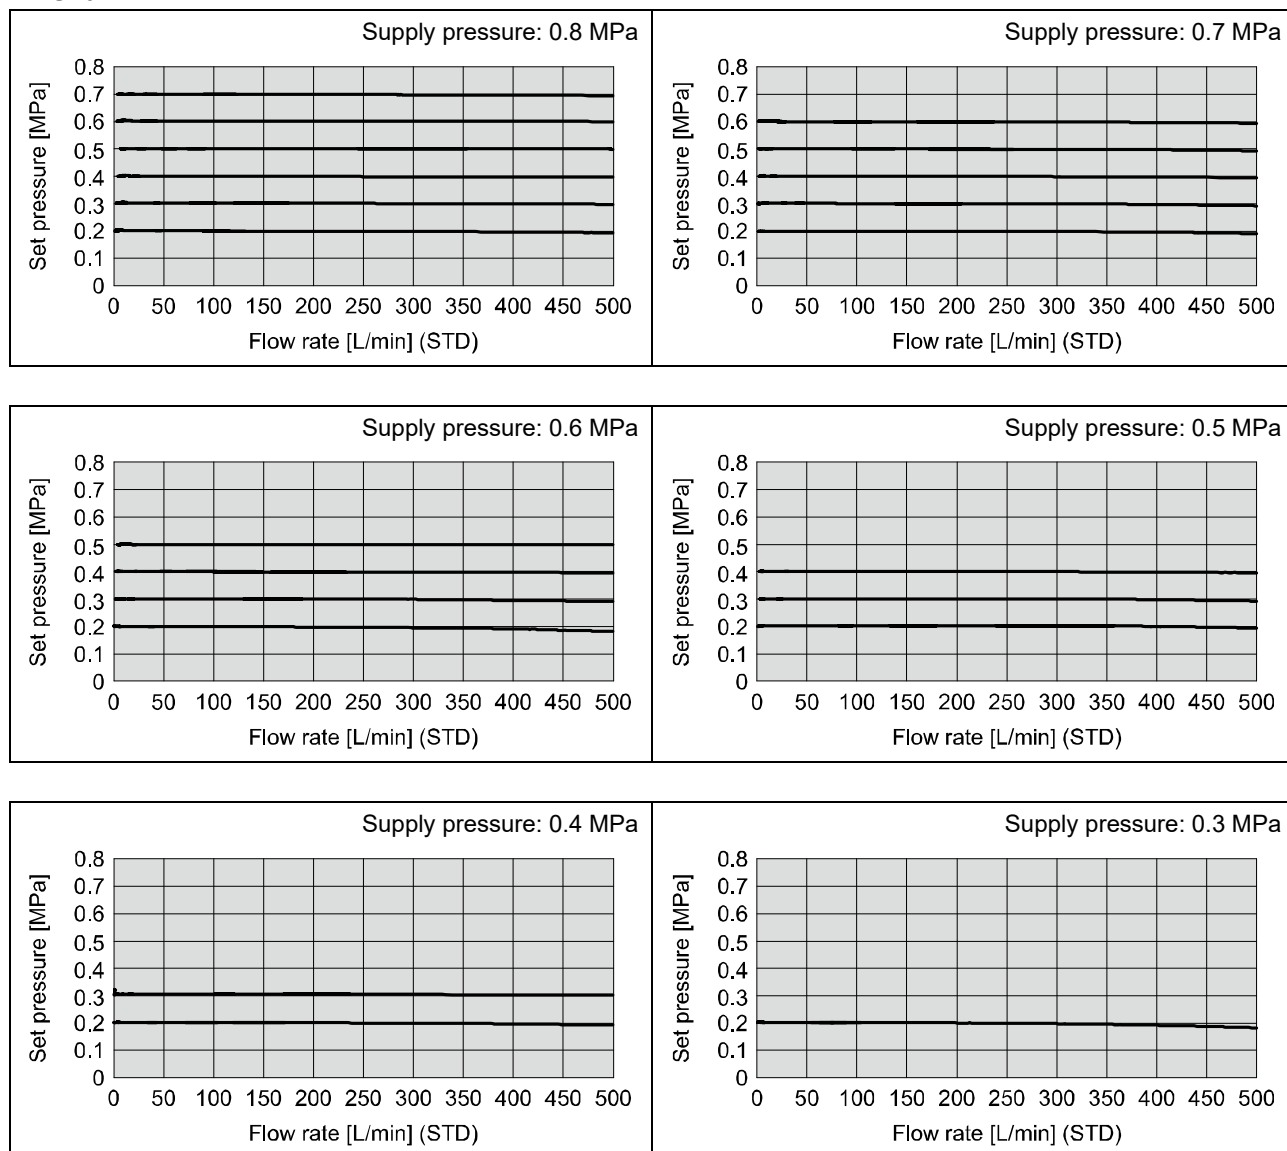 Supply pressure: 0.8 MPa
Set pressure [MPa]
0.8
0.7
0.6
0.5
0.4
0.3
0.2
0.1
0
0 50 100 150 200 250 300 350 400 450 500
Flow rate [L/min] (STD)
Supply pressure: 0.7 MPa
Set pressure [MPa]
0.8
0.7
0.6
0.5
0.4
0.3
0.2
0.1
0
0 50 100 150 200 250 300 350 400 450 500
Flow rate [L/min] (STD)
Supply pressure: 0.6 MPa
Set pressure [MPa]
0.8
0.7
0.6
0.5
0.4
0.3
0.2
0.1
0
0 50 100 150 200 250 300 350 400 450 500
Flow rate [L/min] (STD)
Supply pressure: 0.5 MPa
Set pressure [MPa]
0.8
0.7
0.6
0.5
0.4
0.3
0.2
0.1
0
0 50 100 150 200 250 300 350 400 450 500
Flow rate [L/min] (STD)
Supply pressure: 0.4 MPa
Set pressure [MPa]
0.8
0.7
0.6
0.5
0.4
0.3
0.2
0.1
0
0 50 100 150 200 250 300 350 400 450 500
Flow rate [L/min] (STD)
Supply pressure: 0.3 MPa
Set pressure [MPa]
0.8
0.7
0.6
0.5
0.4
0.3
0.2
0.1
0
0 50 100 150 200 250 300 350 400 450 500
Flow rate [L/min] (STD)